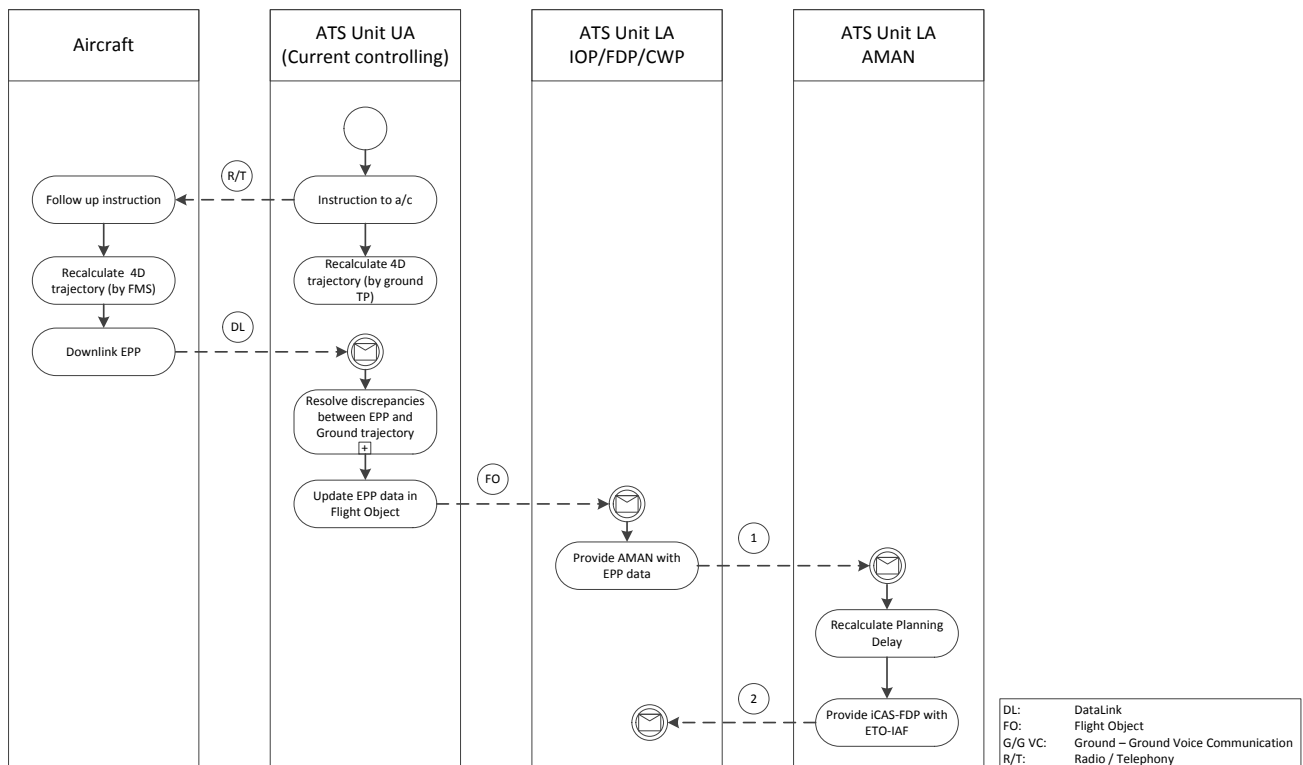 Aircraft
ATS Unit UA
(Current controlling)
ATS Unit LA
IOP/FDP/CWP
ATS Unit LA
AMAN
R/T
Follow up instruction
Instruction to a/c
Recalculate 4D
trajectory (by FMS)
Recalculate 4D
trajectory (by ground
TP)
DL
Downlink EPP
Resolve discrepancies
between EPP and
Ground trajectory
+
FO
Update EPP data in
Flight Object
1
Provide AMAN with
EPP data
Recalculate Planning
Delay
2
Provide iCAS-FDP with
ETO-IAF
DL: DataLink
FO: Flight Object
G/G VC: Ground – Ground Voice Communication
R/T: Radio / Telephony